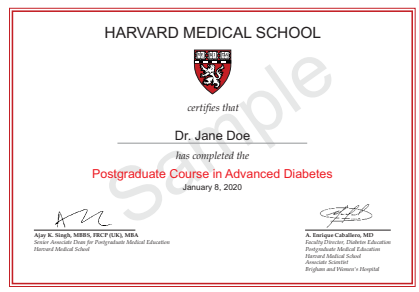 HARVARD MEDICAL SCHOOL
certifies that
Dr. Jane Doe
has completed the
Postgraduate Course in Advanced Diabetes
January 8, 2020
Sample
Ajay K. Singh, MBBS, FRCP (UK), MBA
Senior Associate Dean for Postgraduate Medical Education
Harvard Medical School
A. Enrique Caballero, MD
Faculty Director, Diabetes Education
Postgraduate Medical Education
Harvard Medical School
Associate Scientist
Brigham and Women's Hospital